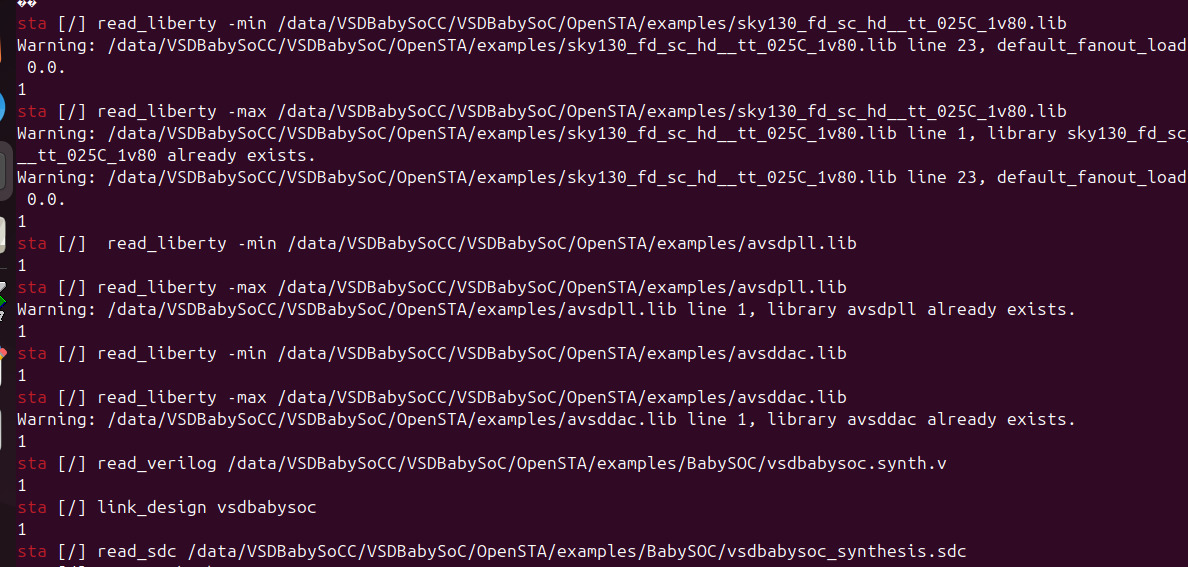 sta [/] read_liberty -min /data/VSDBabySoCC/VSDBabySoC/OpenSTA/examples/sky130_fd_sc_hd__tt_025C_1v80.lib
Warning: /data/VSDBabySoCC/VSDBabySoC/OpenSTA/examples/sky130_fd_sc_hd__tt_025C_1v80.lib line 23, default_fanout_load
 0.0.
1
sta [/] read_liberty -max /data/VSDBabySoCC/VSDBabySoC/OpenSTA/examples/sky130_fd_sc_hd__tt_025C_1v80.lib
Warning: /data/VSDBabySoCC/VSDBabySoC/OpenSTA/examples/sky130_fd_sc_hd__tt_025C_1v80.lib line 1, library sky130_fd_sc_
__tt_025C_1v80 already exists.
Warning: /data/VSDBabySoCC/VSDBabySoC/OpenSTA/examples/sky130_fd_sc_hd__tt_025C_1v80.lib line 23, default_fanout_load
 0.0.
1
sta [/]  read_liberty -min /data/VSDBabySoCC/VSDBabySoC/OpenSTA/examples/avsdpll.lib
1
sta [/] read_liberty -max /data/VSDBabySoCC/VSDBabySoC/OpenSTA/examples/avsdpll.lib
Warning: /data/VSDBabySoCC/VSDBabySoC/OpenSTA/examples/avsdpll.lib line 1, library avsdpll already exists.
1
sta [/] read_liberty -min /data/VSDBabySoCC/VSDBabySoC/OpenSTA/examples/avsddac.lib
1
sta [/] read_liberty -max /data/VSDBabySoCC/VSDBabySoC/OpenSTA/examples/avsddac.lib
Warning: /data/VSDBabySoCC/VSDBabySoC/OpenSTA/examples/avsddac.lib line 1, library avsddac already exists.
1
sta [/] read_verilog /data/VSDBabySoCC/VSDBabySoC/OpenSTA/examples/BabySOC/vsdbabysoc.synth.v
1
sta [/] link_design vsdbabysoc
1
sta [/] read_sdc /data/VSDBabySoCC/VSDBabySoC/OpenSTA/examples/BabySOC/vsdbabysoc_synthesis.sdc